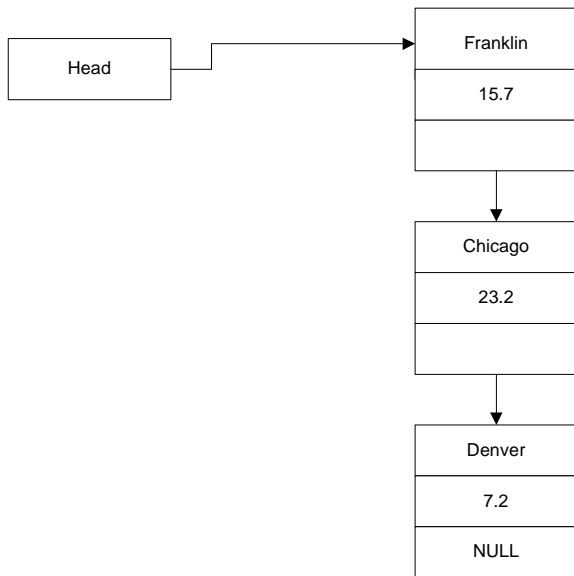 Head
Franklin
15.7
Chicago
23.2
Denver
7.2
NULL